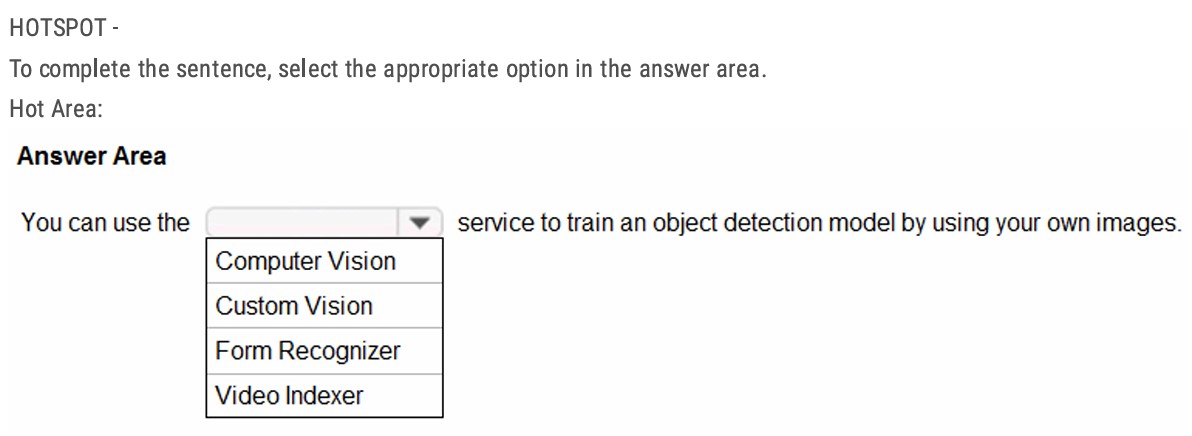 HOTSPOT -
To complete the sentence, select the appropriate option in the answer area.
Hot Area:
Answer Area
You can use the service to train an object detection model by using your own images.
Computer Vision
Custom Vision
Form Recognizer
Video Indexer